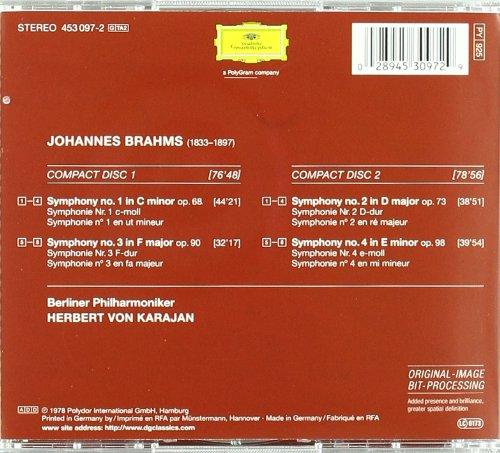 STEREO 453 097-2 G TA2
Deutsche
Grammophon
a PolyGram company
0 28945 30972 9
PY 925
JOHANNES BRAHMS (1833–1897)
COMPACT DISC 1 [76'48]
1–4 Symphony no. 1 in C minor op. 68 [44'21]
Symphonie Nr. 1 c-moll
Symphonie n° 1 en ut mineur
5–8 Symphony no. 3 in F major op. 90 [32'17]
Symphonie Nr. 3 F-dur
Symphonie n° 3 en fa majeur
COMPACT DISC 2 [78'56]
1–4 Symphony no. 2 in D major op. 73 [38'51]
Symphonie Nr. 2 D-dur
Symphonie n° 2 en ré majeur
5–8 Symphony no. 4 in E minor op. 98 [39'54]
Symphonie Nr. 4 e-moll
Symphonie n° 4 en mi mineur
Berliner Philharmoniker
HERBERT VON KARAJAN
ORIGINAL-IMAGE
BIT-PROCESSING
Added presence and brilliance,
greater spatial definition
ADD ℗ 1978 Polydor International GmbH, Hamburg
Printed in Germany by / Imprimé en RFA par Münstermann, Hannover · Made in Germany / Fabriqué en RFA
www site address: http://www.dgclassics.com
LC 0173